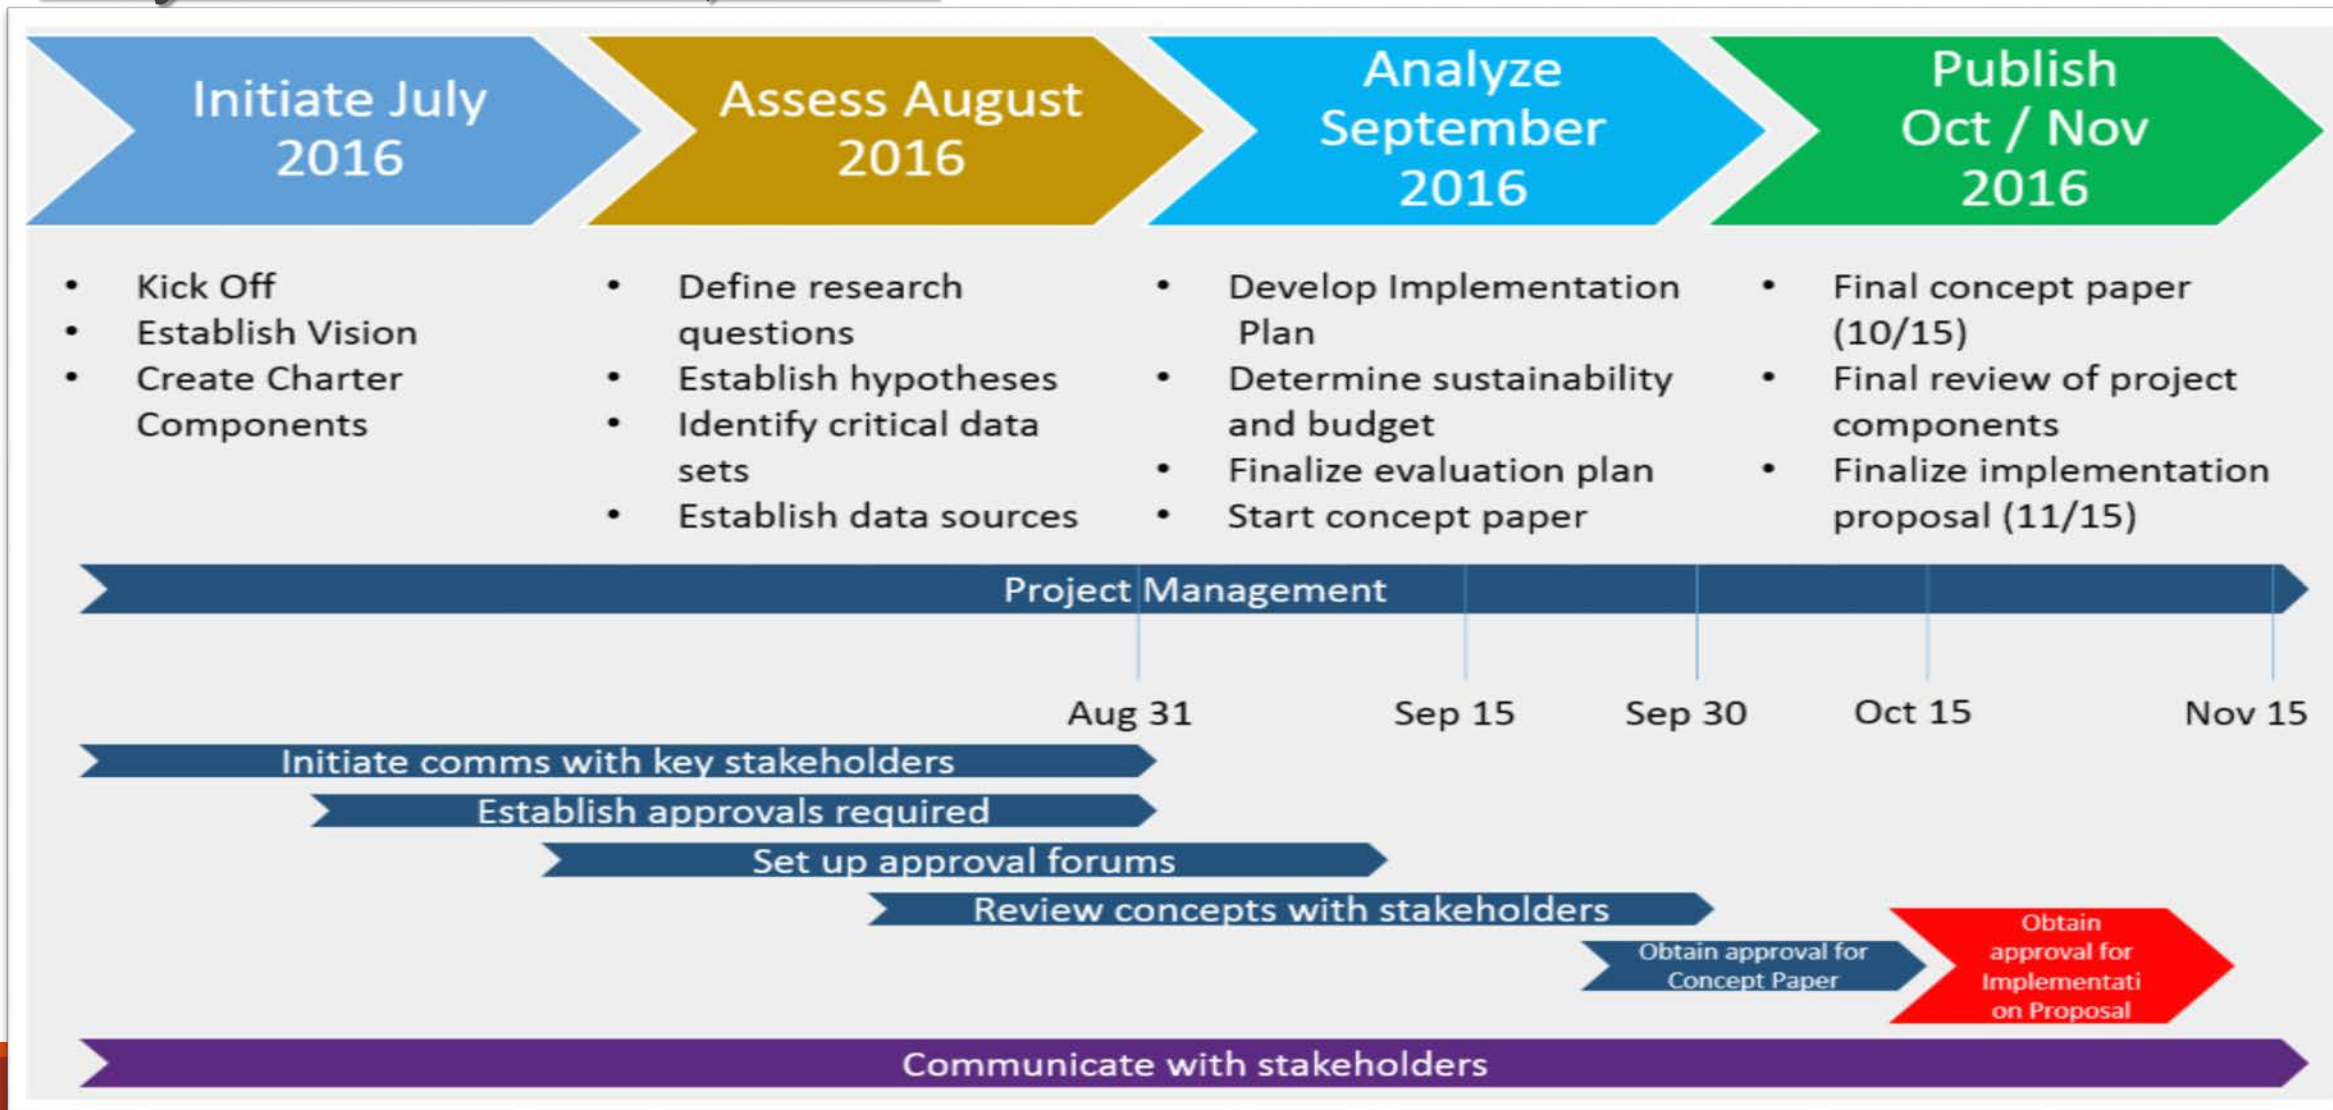 Initiate July
2016
Assess August
2016
Analyze
September
2016
Publish
Oct / Nov
2016
• Kick Off
• Establish Vision
• Create Charter
Components
• Define research
questions
• Establish hypotheses
• Identify critical data
sets
• Establish data sources
• Develop Implementation
Plan
• Determine sustainability
and budget
• Finalize evaluation plan
• Start concept paper
• Final concept paper
(10/15)
• Final review of project
components
• Finalize implementation
proposal (11/15)
Project Management
Aug 31
Sep 15
Sep 30
Oct 15
Nov 15
Initiate comms with key stakeholders
Establish approvals required
Set up approval forums
Review concepts with stakeholders
Obtain approval for
Concept Paper
Obtain
approval for
Implementati
on Proposal
Communicate with stakeholders